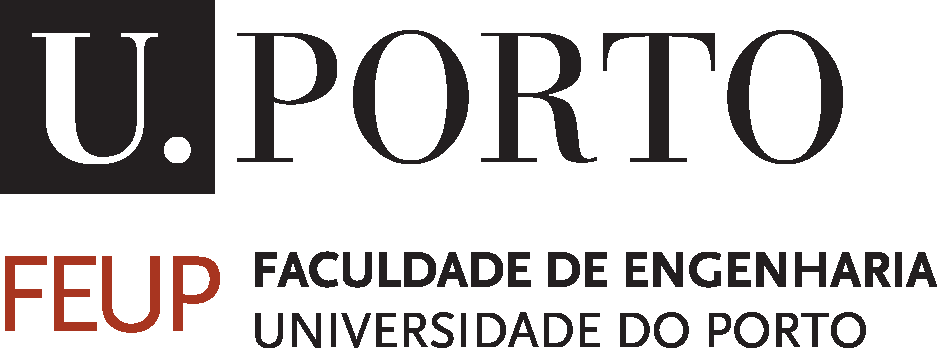 U. PORTO
FEUP FACULDADE DE ENGENHARIA
UNIVERSIDADE DO PORTO